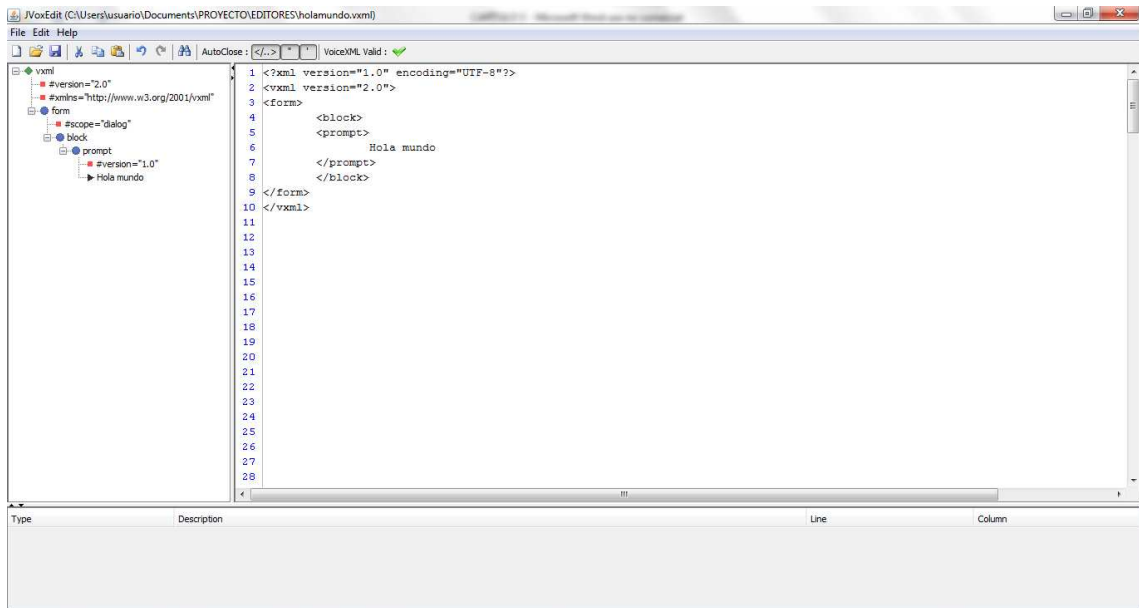 JVoxEdit (C:\Users\usuario\Documents\PROYECTO\EDITORES\holamundo.vxml)
File Edit Help
AutoClose : </..> " ' VoiceXML Valid :
vxml
#version="2.0"
#xmlns="http://www.w3.org/2001/vxml"
form
#scope="dialog"
block
prompt
#version="1.0"
Hola mundo
1 <?xml version="1.0" encoding="UTF-8"?>
2 <vxml version="2.0">
3 <form>
4 <block>
5 <prompt>
6 Hola mundo
7 </prompt>
8 </block>
9 </form>
10 </vxml>
11
12
13
14
15
16
17
18
19
20
21
22
23
24
25
26
27
28
Type Description Line Column